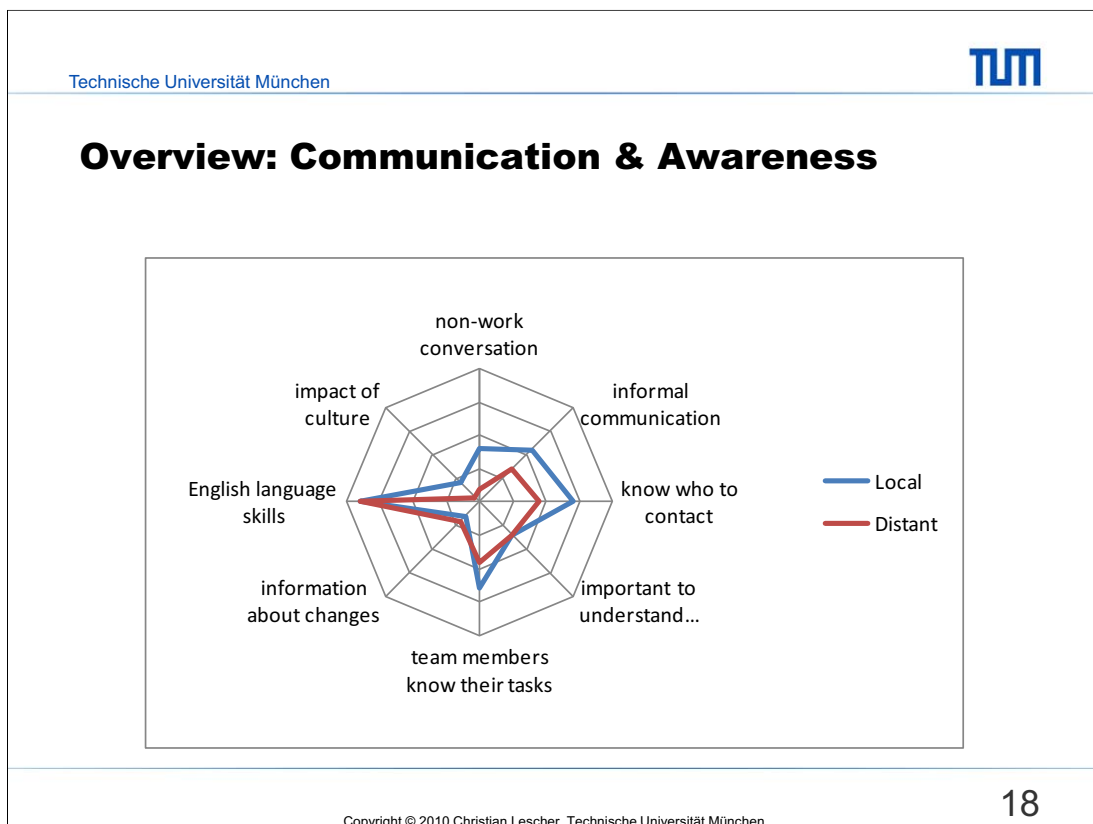 Technische Universität München
TUM
Overview: Communication & Awareness
non-work
conversation
informal
communication
know who to
contact
important to
understand…
team members
know their tasks
information
about changes
English language
skills
impact of
culture
Local
Distant
Copyright © 2010 Christian Lescher, Technische Universität München
18